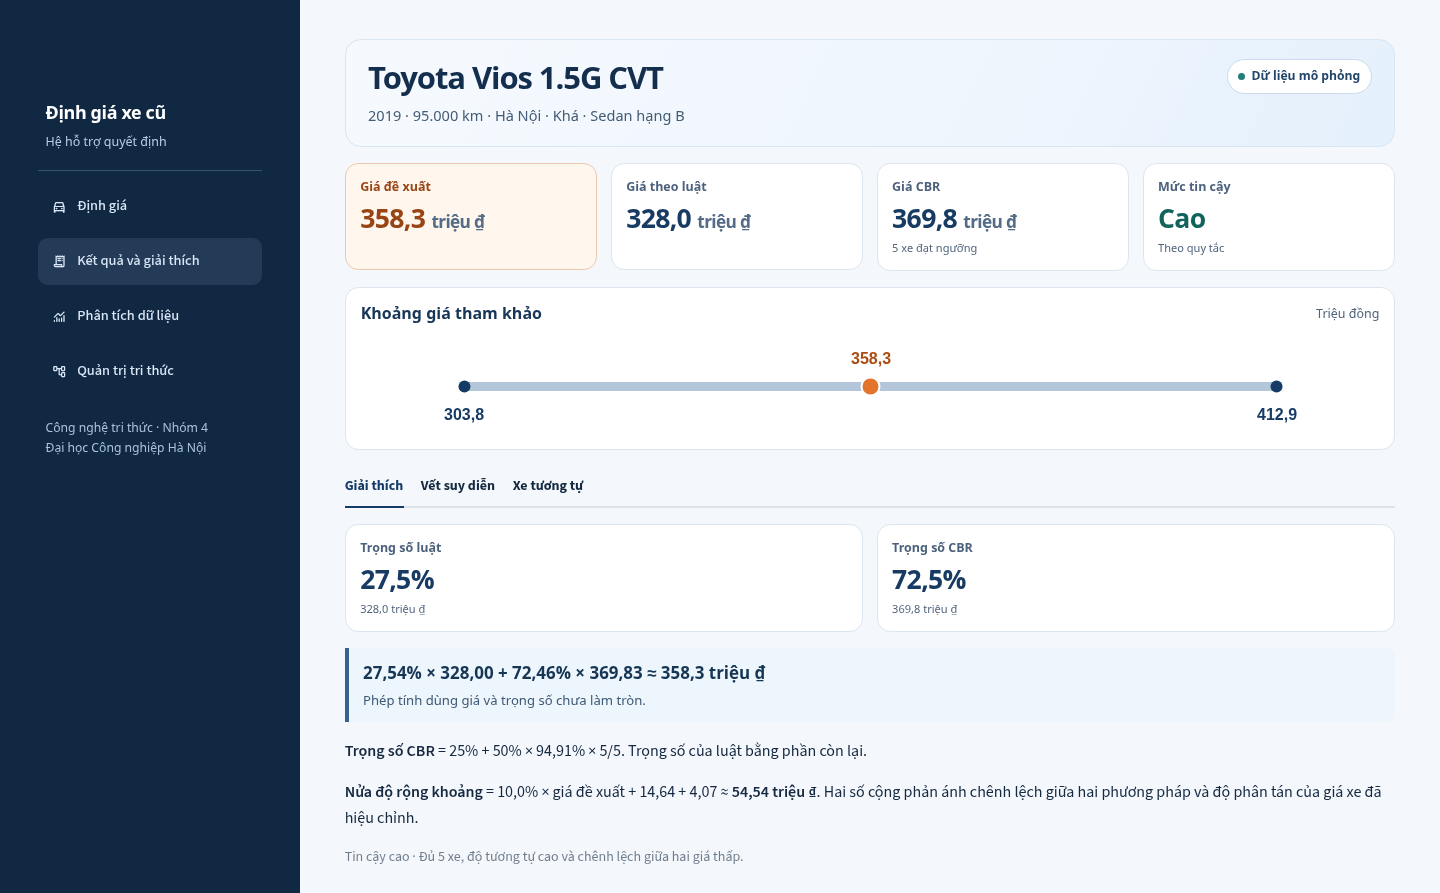 Định giá xe cũ
Hệ hỗ trợ quyết định
Định giá
Kết quả và giải thích
Phân tích dữ liệu
Quản trị tri thức
Công nghệ tri thức · Nhóm 4
Đại học Công nghiệp Hà Nội
Toyota Vios 1.5G CVT
Dữ liệu mô phỏng
2019 · 95.000 km · Hà Nội · Khá · Sedan hạng B
Giá đề xuất
358,3 triệu ₫
Giá theo luật
328,0 triệu ₫
Giá CBR
369,8 triệu ₫
5 xe đạt ngưỡng
Mức tin cậy
Cao
Theo quy tắc
Khoảng giá tham khảo
Triệu đồng
358,3
303,8
412,9
Giải thích
Vết suy diễn
Xe tương tự
Trọng số luật
27,5%
328,0 triệu ₫
Trọng số CBR
72,5%
369,8 triệu ₫
27,54% × 328,00 + 72,46% × 369,83 ≈ 358,3 triệu ₫
Phép tính dùng giá và trọng số chưa làm tròn.
Trọng số CBR = 25% + 50% × 94,91% × 5/5. Trọng số của luật bằng phần còn lại.
Nửa độ rộng khoảng = 10,0% × giá đề xuất + 14,64 + 4,07 ≈ 54,54 triệu ₫. Hai số cộng phản ánh chênh lệch giữa hai phương pháp và độ phân tán của giá xe đã
hiệu chỉnh.
Tin cậy cao · Đủ 5 xe, độ tương tự cao và chênh lệch giữa hai giá thấp.